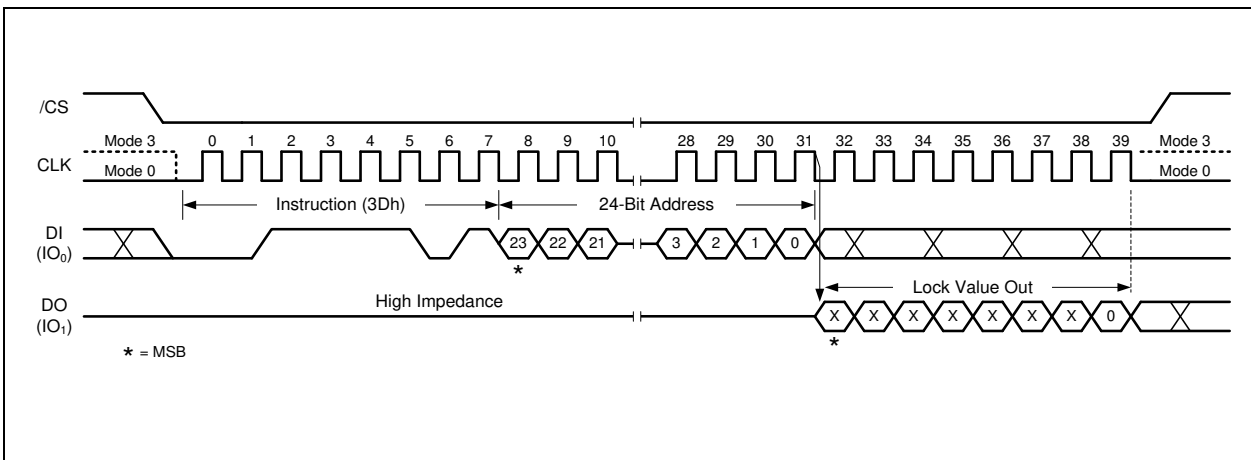 /CS
Mode 3 0 1 2 3 4 5 6 7 8 9 10 28 29 30 31 32 33 34 35 36 37 38 39 Mode 3
CLK Mode 0 Mode 0
Instruction (3Dh) 24-Bit Address
DI
(IO₀)
23 22 21 3 2 1 0
*
High Impedance Lock Value Out
DO
(IO₁)
X X X X X X X 0
*
* = MSB